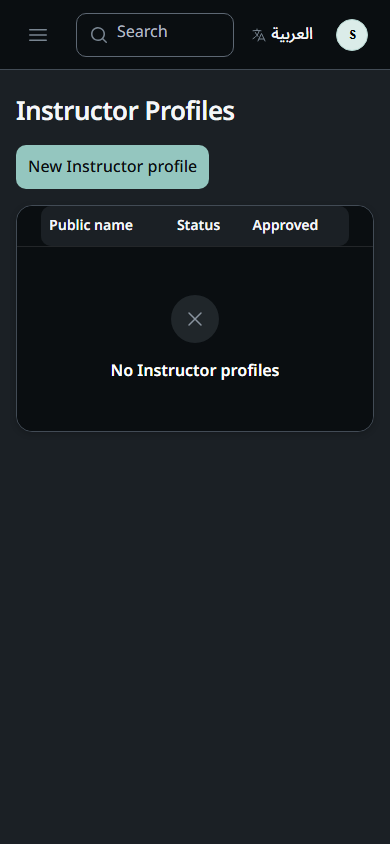 Search
العربية
S
Instructor Profiles
New Instructor profile
Public name Status Approved
No Instructor profiles